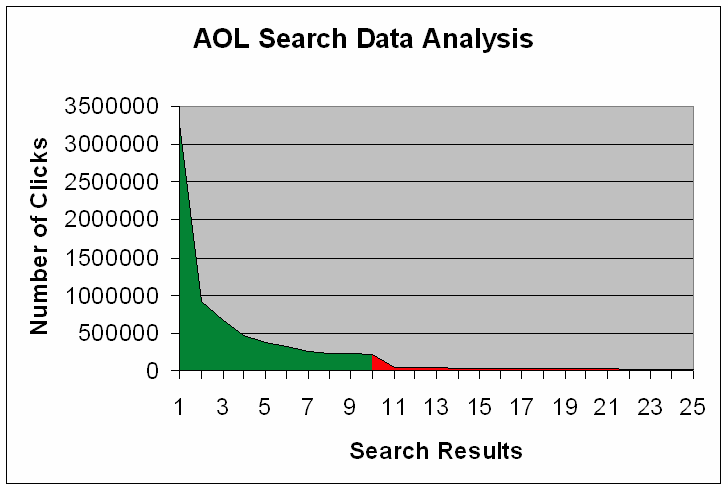 AOL Search Data Analysis
3500000
3000000
2500000
2000000
1500000
1000000
500000
0
Number of Clicks
1 3 5 7 9 11 13 15 17 19 21 23 25
Search Results